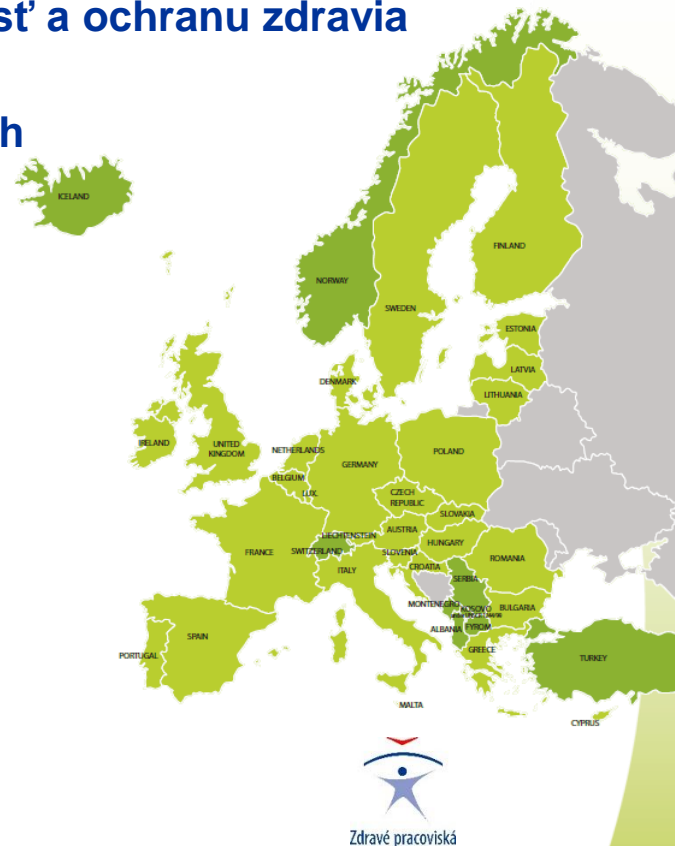 sť a ochranu zdravia
h
ICELAND
FINLAND
NORWAY
SWEDEN
ESTONIA
LATVIA
DENMARK
LITHUANIA
IRELAND
UNITED
KINGDOM
NETHERLANDS
POLAND
GERMANY
BELGIUM
LUX.
CZECH
REPUBLIC
SLOVAKIA
LIECHTENSTEIN
AUSTRIA
HUNGARY
FRANCE
SWITZERLAND
SLOVENIA
ROMANIA
CROATIA
ITALY
SERBIA
MONTENEGRO
KOSOVO
BULGARIA
ALBANIA
FYROM
SPAIN
PORTUGAL
GREECE
TURKEY
MALTA
CYPRUS
Zdravé pracoviská